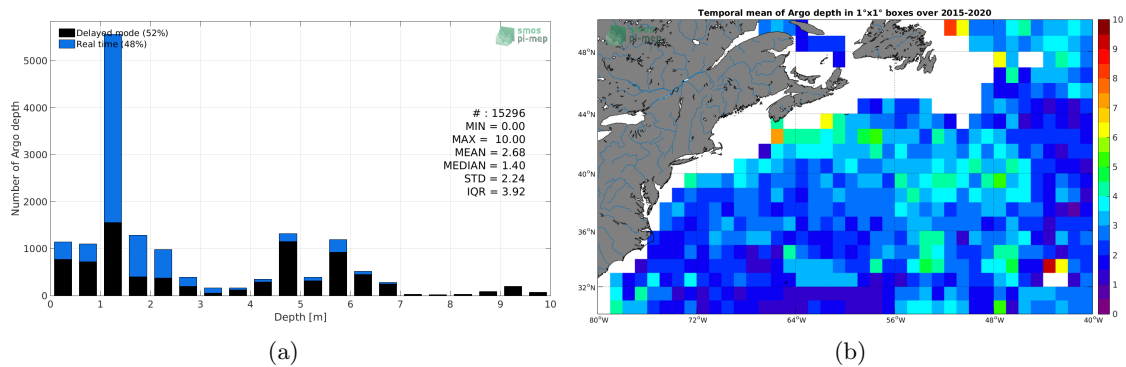 Delayed mode (52%)
Real time (48%)
smos
pi-mep
# : 15296
MIN = 0.00
MAX = 10.00
MEAN = 2.68
MEDIAN = 1.40
STD = 2.24
IQR = 3.92
Number of Argo depth
5000
4000
3000
2000
1000
0
0 1 2 3 4 5 6 7 8 9 10
Depth [m]
(a)
Temporal mean of Argo depth in 1°x1° boxes over 2015-2020
smos
pi-mep
48°N
44°N
40°N
36°N
32°N
80°W 72°W 64°W 56°W 48°W 40°W
10
9
8
7
6
5
4
3
2
1
0
(b)